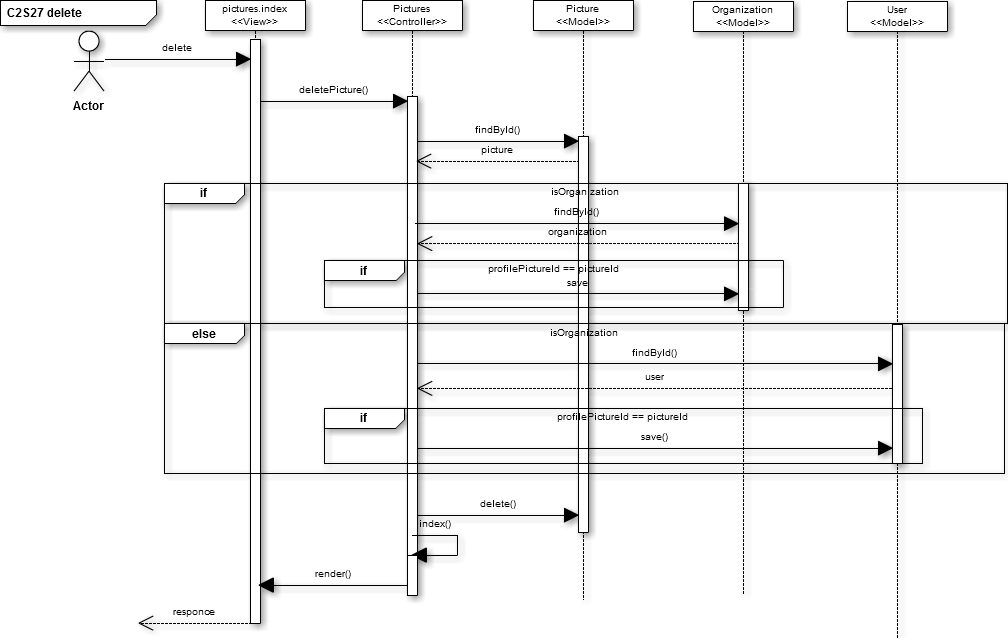 C2S27 delete
pictures.index
<<View>>
Pictures
<<Controller>>
Picture
<<Model>>
Organization
<<Model>>
User
<<Model>>
Actor
delete
deletePicture()
findById()
picture
if
isOrganization
findById()
organization
if
profilePictureId == pictureId
save
else
isOrganization
findById()
user
if
profilePictureId == pictureId
save()
delete()
index()
render()
responce